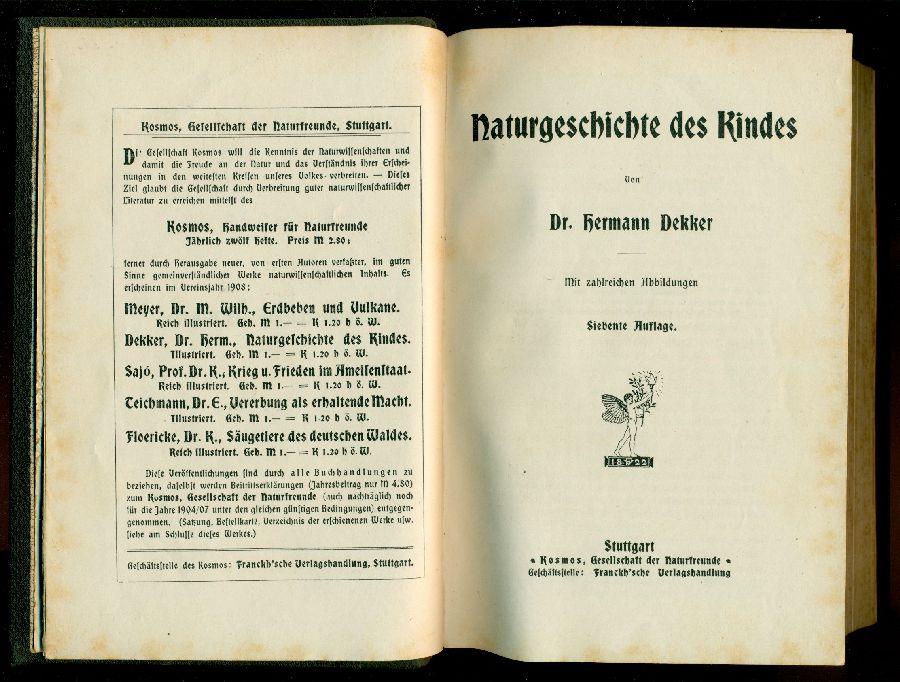 Kosmos, Gesellschaft der Naturfreunde, Stuttgart.
Die Gesellschaft Kosmos will die Kenntnis der Naturwissenschaften und
damit die Freude an der Natur und das Verständnis ihrer Erschei-
nungen in den weitesten Kreisen unseres Volkes verbreiten. — Dieses
Ziel glaubt die Gesellschaft durch Verbreitung guter naturwissenschaftlicher
Literatur zu erreichen mittelst des
Kosmos, Handweiser für Naturfreunde
Jährlich zwölf Hefte. Preis M 2.80;
ferner durch Herausgabe neuer, von ersten Autoren verfaßter, im guten
Sinne gemeinverständlicher Werke naturwissenschaftlichen Inhalts. Es
erscheinen im Vereinsjahr 1908:
Meyer, Dr. M. Wilh., Erdbeben und Vulkane.
Reich illustriert. Geh. M 1.— = K 1.20 h ö. W.
Dekker, Dr. Herm., Naturgeschichte des Kindes.
Illustriert. Geh. M 1.— = K 1.20 h ö. W.
Sajó, Prof. Dr. K., Krieg u. Frieden im Ameisenstaat.
Reich illustriert. Geh. M 1.— = K 1.20 h ö. W.
Teichmann, Dr. E., Vererbung als erhaltende Macht.
Illustriert. Geh. M 1.— = K 1.20 h ö. W.
Floericke, Dr. K., Säugetiere des deutschen Waldes.
Reich illustriert. Geh. M 1.— = K 1.20 h ö. W.
Diese Veröffentlichungen sind durch alle Buchhandlungen zu
beziehen, daselbst werden Beitrittserklärungen (Jahresbeitrag nur M 4.80)
zum Kosmos, Gesellschaft der Naturfreunde (auch nachträglich noch
für die Jahre 1904/07 unter den gleichen günstigen Bedingungen) entgegen-
genommen. (Satzung, Bestellkarte, Verzeichnis der erschienenen Werke usw.
siehe am Schlusse dieses Werkes.)
Geschäftsstelle des Kosmos: Franckh'sche Verlagshandlung, Stuttgart.
Naturgeschichte des Kindes
Von
Dr. Hermann Dekker
Mit zahlreichen Abbildungen
Siebente Auflage.
1822
Stuttgart
Kosmos, Gesellschaft der Naturfreunde
Geschäftsstelle: Franckh'sche Verlagshandlung